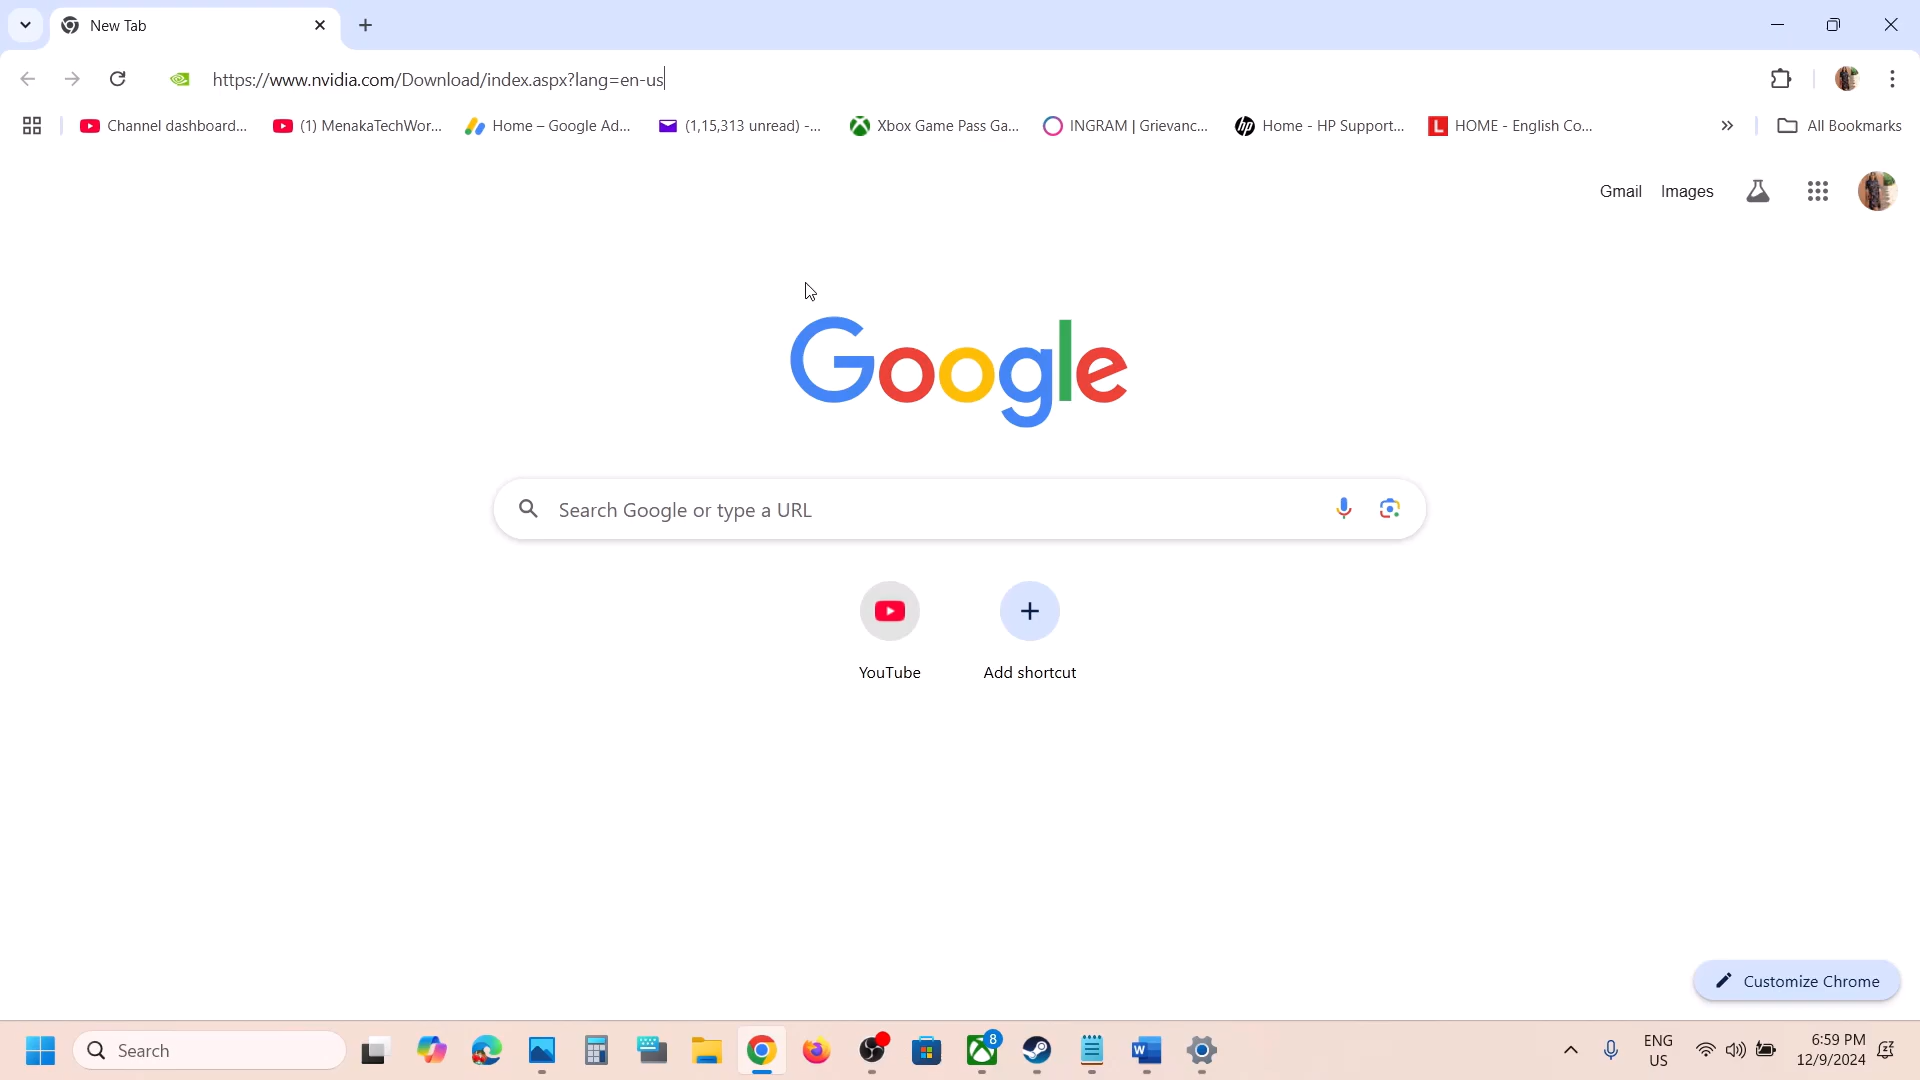 New Tab
https://www.nvidia.com/Download/index.aspx?lang=en-us
Channel dashboard... (1) MenakaTechWor... Home – Google Ad... (1,15,313 unread) -... Xbox Game Pass Ga... INGRAM | Grievanc... hp Home - HP Support... L HOME - English Co... » All Bookmarks
Gmail Images
Google
Search Google or type a URL
YouTube Add shortcut
Customize Chrome
Search 8 W ENG 6:59 PM
US 12/9/2024